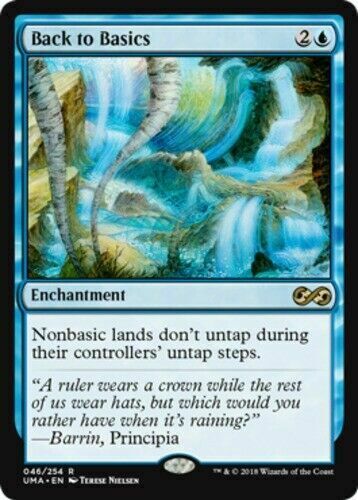 Back to Basics 2
Enchantment
Nonbasic lands don't untap during
their controllers' untap steps.
"A ruler wears a crown while the rest
of us wear hats, but which would you
rather have when it's raining?"
—Barrin, Principia
046/254 R
UMA • EN Terese Nielsen ™ & © 2018 Wizards of the Coast